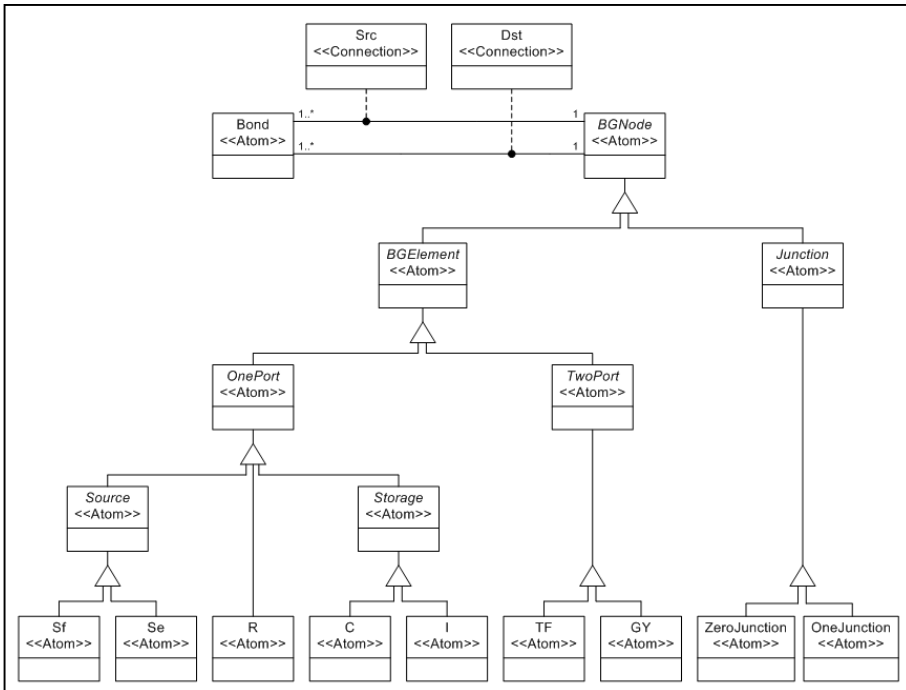 Src
<<Connection>>
Dst
<<Connection>>
Bond
<<Atom>>
1..*
1
1..*
1
BGNode
<<Atom>>
BGElement
<<Atom>>
Junction
<<Atom>>
OnePort
<<Atom>>
TwoPort
<<Atom>>
Source
<<Atom>>
Storage
<<Atom>>
Sf
<<Atom>>
Se
<<Atom>>
R
<<Atom>>
C
<<Atom>>
I
<<Atom>>
TF
<<Atom>>
GY
<<Atom>>
ZeroJunction
<<Atom>>
OneJunction
<<Atom>>